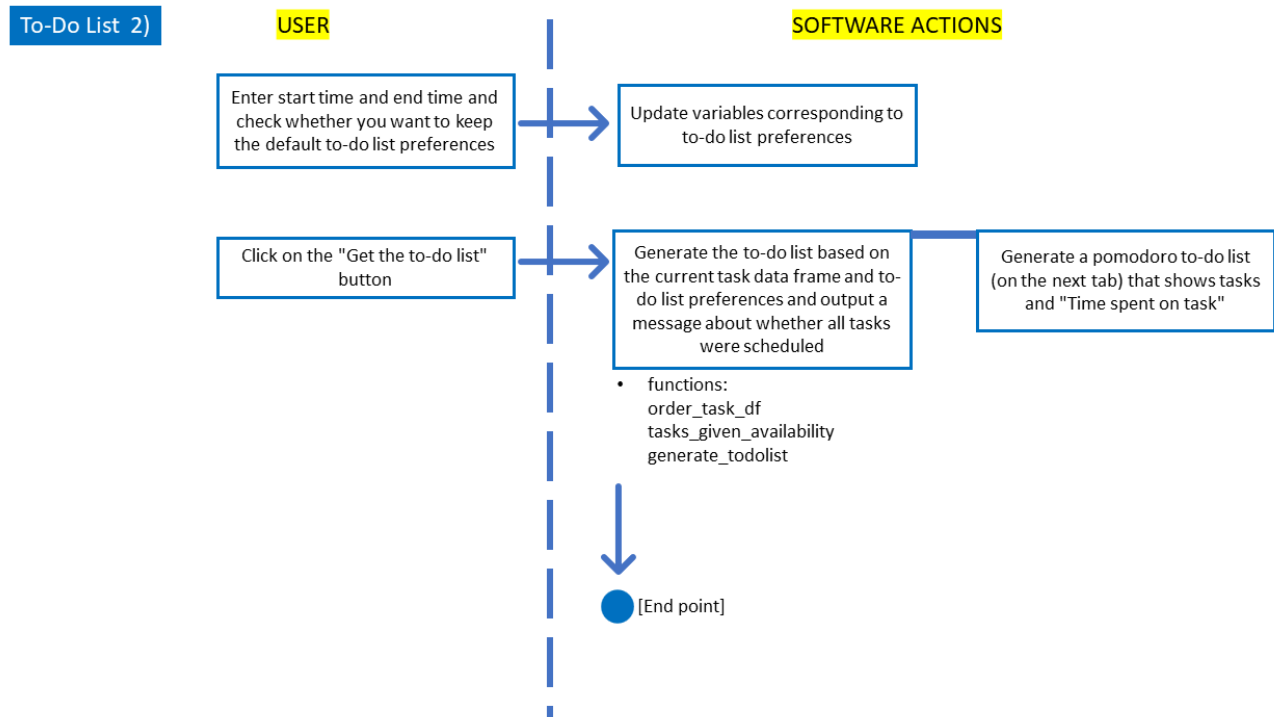 To-Do List 2)
USER
SOFTWARE ACTIONS
Enter start time and end time and
check whether you want to keep
the default to-do list preferences
Update variables corresponding to
to-do list preferences
Click on the "Get the to-do list"
button
Generate the to-do list based on
the current task data frame and to-
do list preferences and output a
message about whether all tasks
were scheduled
Generate a pomodoro to-do list
(on the next tab) that shows tasks
and "Time spent on task"
• functions:
order_task_df
tasks_given_availability
generate_todolist
[End point]